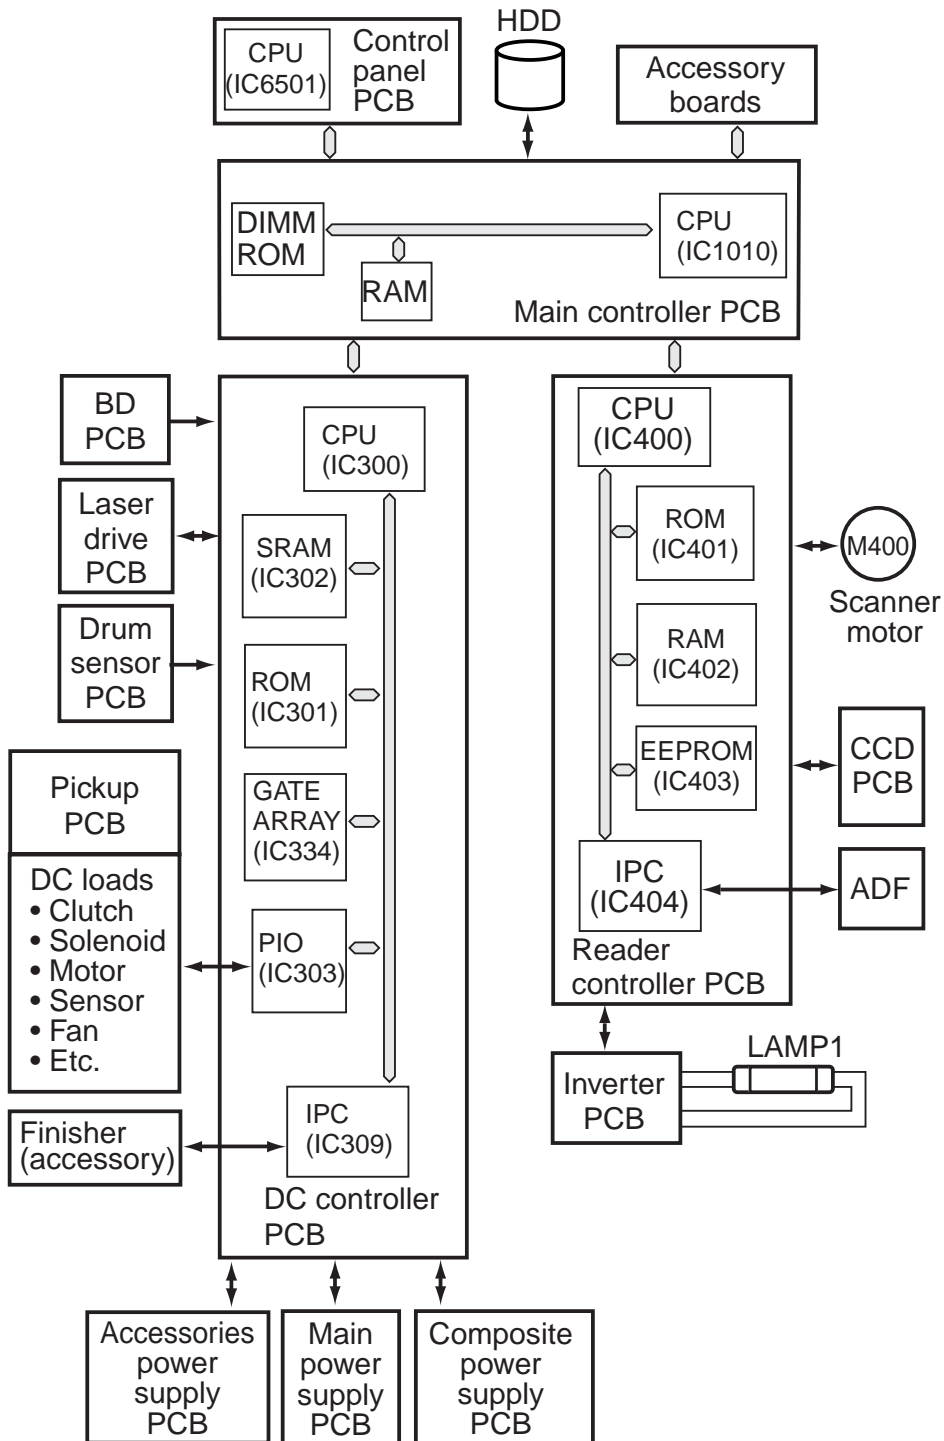 HDD
CPU
(IC6501)
Control
panel
PCB
Accessory
boards
DIMM
ROM
RAM
CPU
(IC1010)
Main controller PCB
BD
PCB
Laser
drive
PCB
Drum
sensor
PCB
Pickup
PCB
DC loads
• Clutch
• Solenoid
• Motor
• Sensor
• Fan
• Etc.
Finisher
(accessory)
CPU
(IC300)
SRAM
(IC302)
ROM
(IC301)
GATE
ARRAY
(IC334)
PIO
(IC303)
IPC
(IC309)
DC controller
PCB
CPU
(IC400)
ROM
(IC401)
RAM
(IC402)
EEPROM
(IC403)
IPC
(IC404)
Reader
controller PCB
M400
Scanner
motor
CCD
PCB
ADF
LAMP1
Inverter
PCB
Accessories
power
supply
PCB
Main
power
supply
PCB
Composite
power
supply
PCB